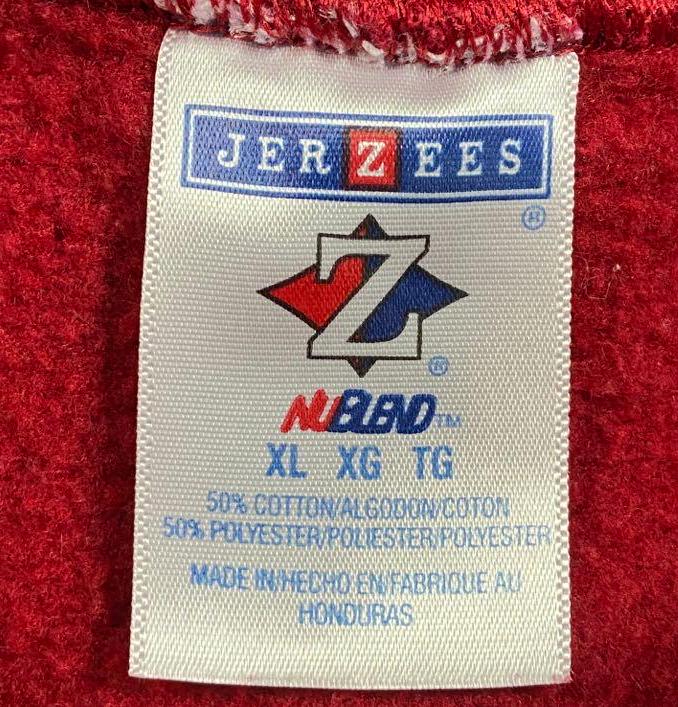 JERZEES
®
Z
®
NUBLEND™
XL XG TG
50% COTTON/ALGODON/COTON
50% POLYESTER/POLIESTER/POLYESTER
MADE IN/HECHO EN/FABRIQUE AU
HONDURAS